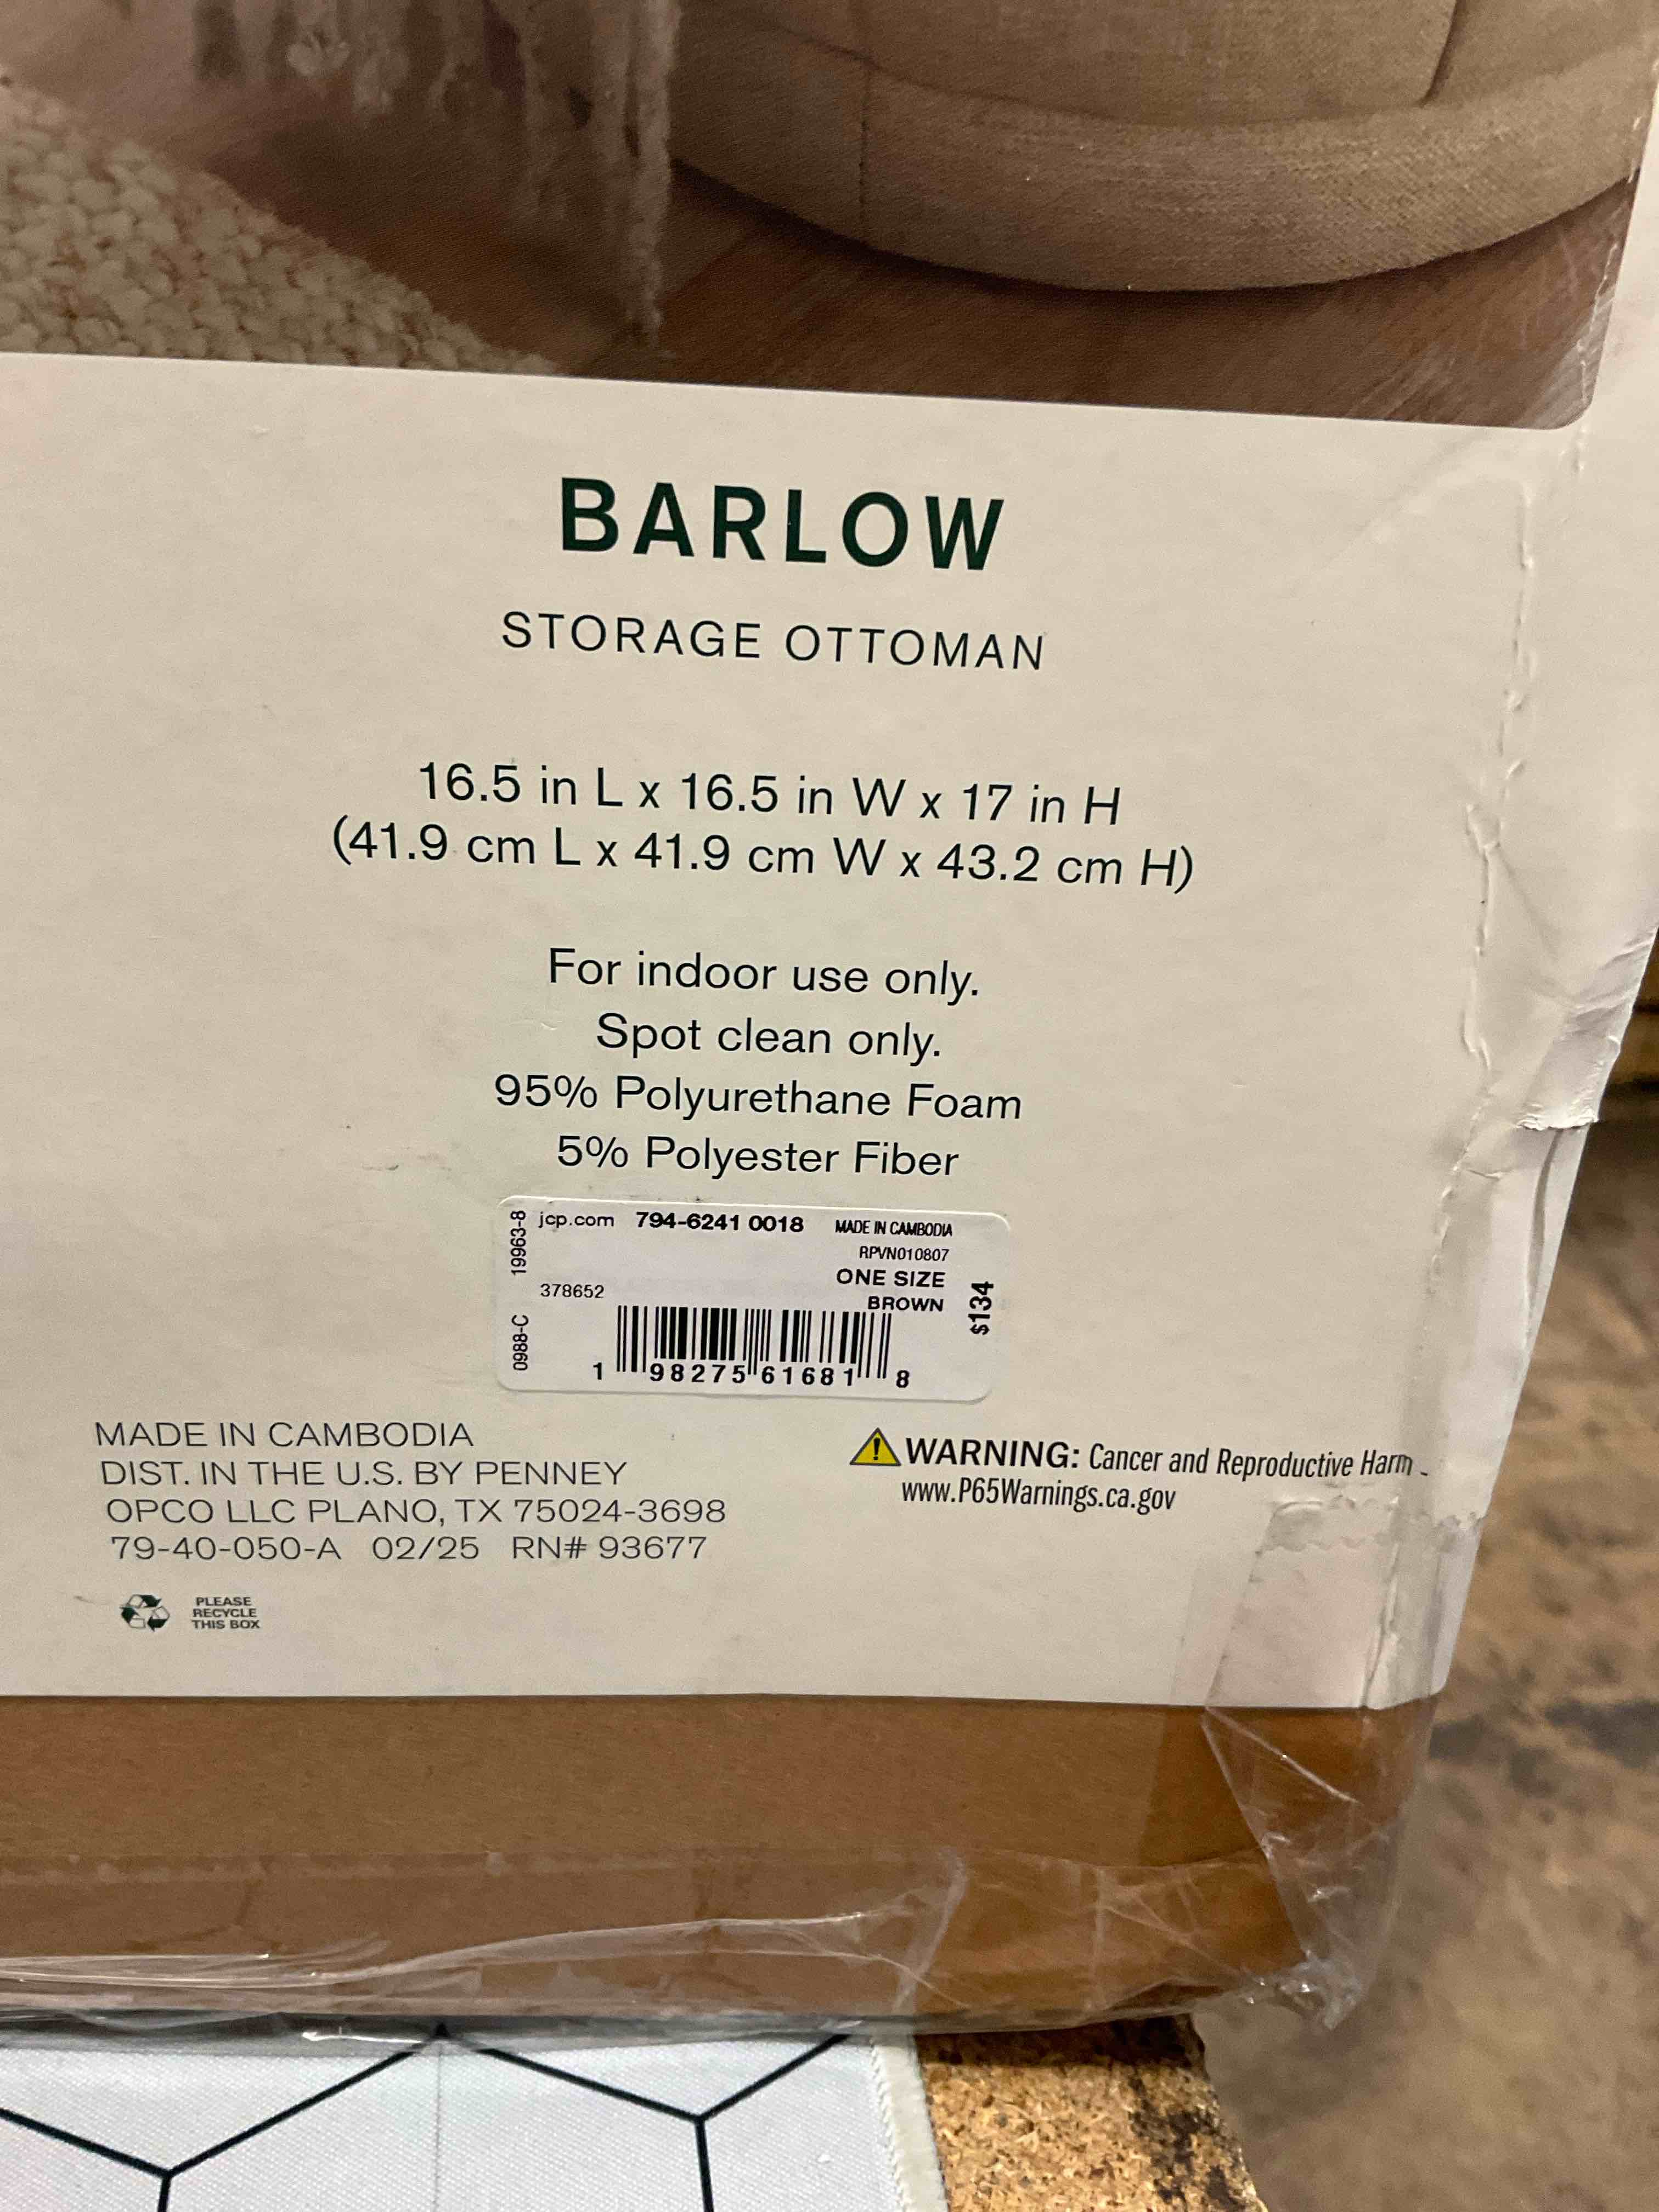 BARLOW
STORAGE OTTOMAN
16.5 in L x 16.5 in W x 17 in H
(41.9 cm L x 41.9 cm W x 43.2 cm H)
For indoor use only.
Spot clean only.
95% Polyurethane Foam
5% Polyester Fiber
19963-8
0988-C
jcp.com 794-6241 0018 MADE IN CAMBODIA
RPVN010807
ONE SIZE
378652
BROWN
$134
1 98275 61681 8
MADE IN CAMBODIA
DIST. IN THE U.S. BY PENNEY
OPCO LLC PLANO, TX 75024-3698
79-40-050-A 02/25 RN# 93677
PLEASE
RECYCLE
THIS BOX
WARNING: Cancer and Reproductive Harm -
www.P65Warnings.ca.gov